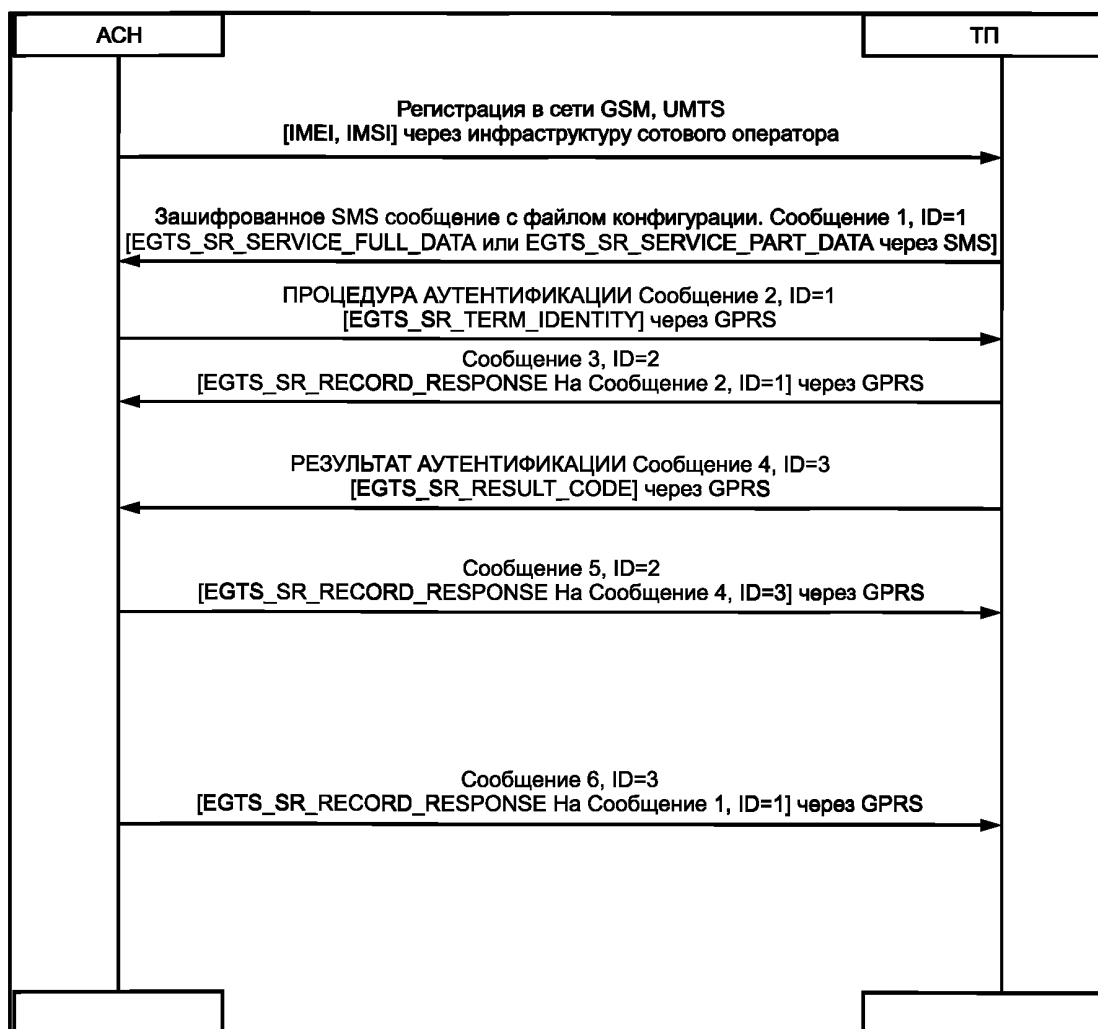 АСН
ТП
Регистрация в сети GSM, UMTS
[IMEI, IMSI] через инфраструктуру сотового оператора
Зашифрованное SMS сообщение с файлом конфигурации. Сообщение 1, ID=1
[EGTS_SR_SERVICE_FULL_DATA или EGTS_SR_SERVICE_PART_DATA через SMS]
ПРОЦЕДУРА АУТЕНТИФИКАЦИИ Сообщение 2, ID=1
[EGTS_SR_TERM_IDENTITY] через GPRS
Сообщение 3, ID=2
[EGTS_SR_RECORD_RESPONSE На Сообщение 2, ID=1] через GPRS
РЕЗУЛЬТАТ АУТЕНТИФИКАЦИИ Сообщение 4, ID=3
[EGTS_SR_RESULT_CODE] через GPRS
Сообщение 5, ID=2
[EGTS_SR_RECORD_RESPONSE На Сообщение 4, ID=3] через GPRS
Сообщение 6, ID=3
[EGTS_SR_RECORD_RESPONSE На Сообщение 1, ID=1] через GPRS